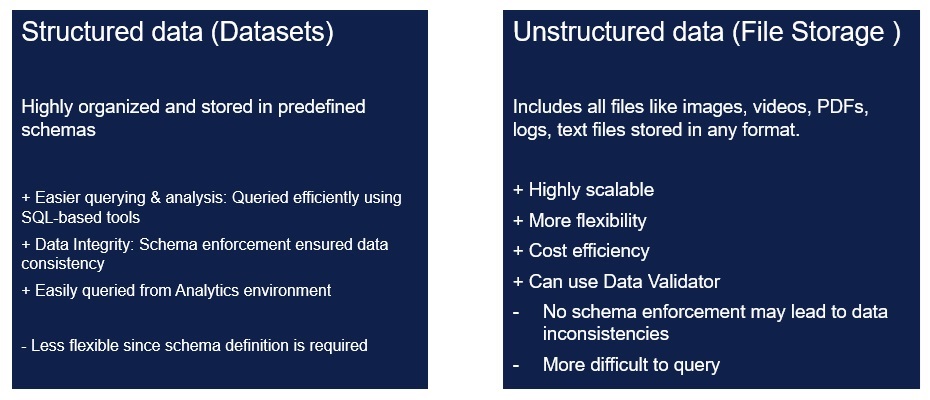 Structured data (Datasets)
Highly organized and stored in predefined
schemas
+ Easier querying & analysis: Queried efficiently using
SQL-based tools
+ Data Integrity: Schema enforcement ensured data
consistency
+ Easily queried from Analytics environment
- Less flexible since schema definition is required
Unstructured data (File Storage )
Includes all files like images, videos, PDFs,
logs, text files stored in any format.
+ Highly scalable
+ More flexibility
+ Cost efficiency
+ Can use Data Validator
- No schema enforcement may lead to data
inconsistencies
- More difficult to query